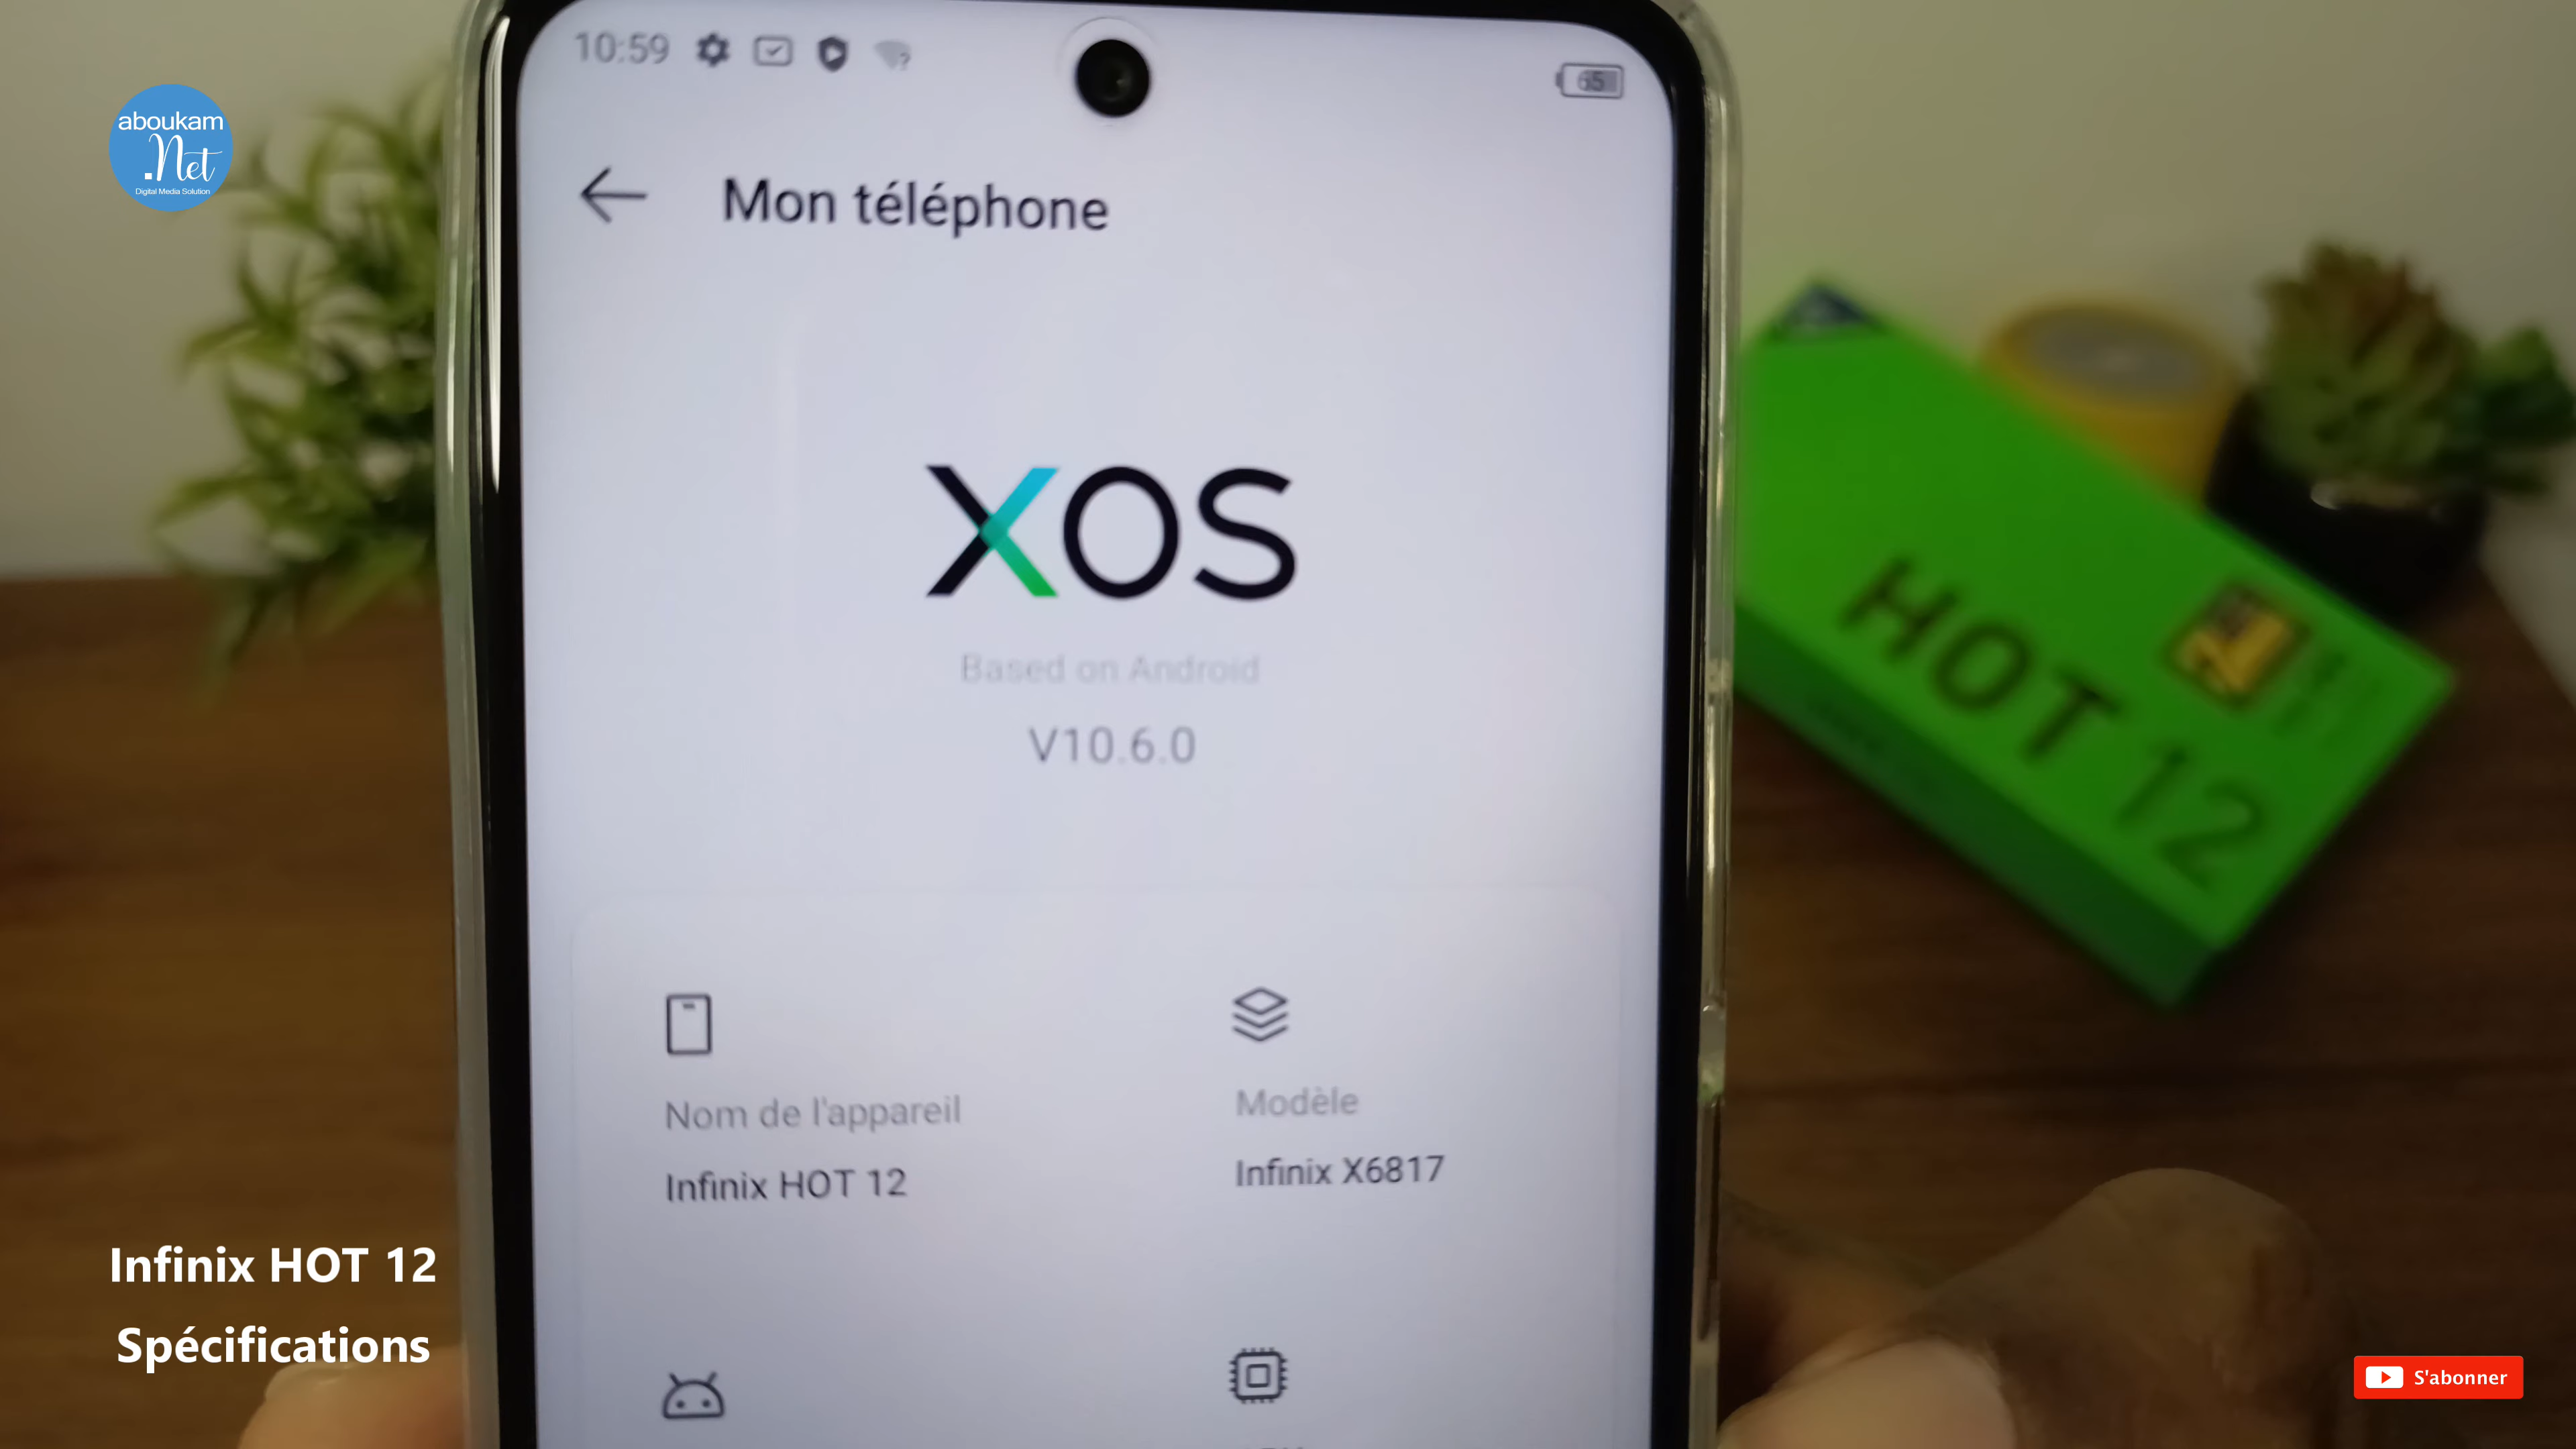 aboukam
.Net
Digital Media Solution
10:59
65
Mon téléphone
XOS
Based on Android
V10.6.0
HOT 12
Nom de l'appareil
Infinix HOT 12
Modèle
Infinix X6817
Infinix HOT 12
Spécifications
S'abonner